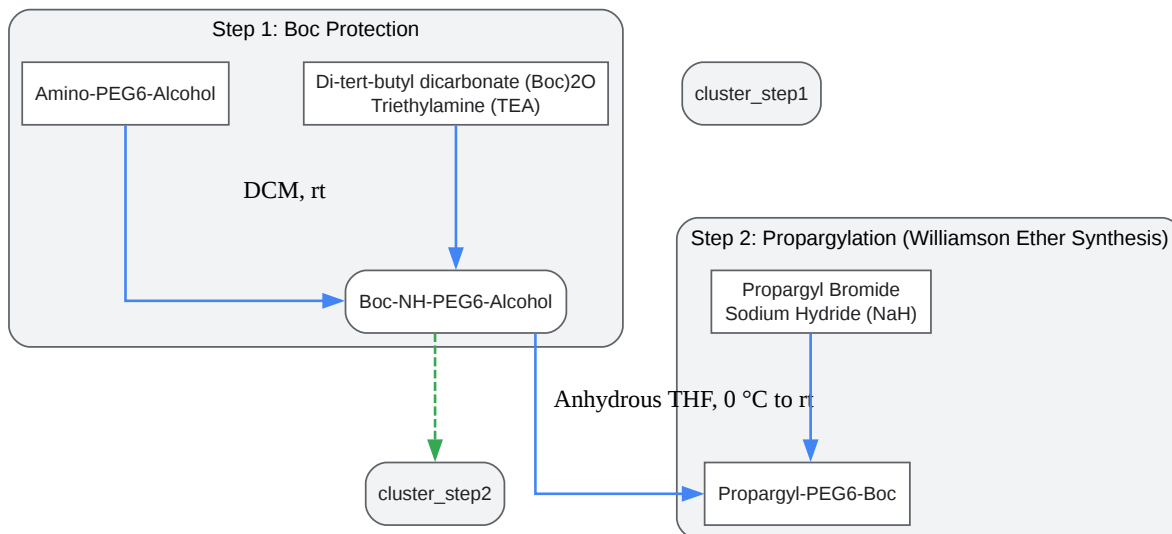 Step 1: Boc Protection
Amino-PEG6-Alcohol
Di-tert-butyl dicarbonate (Boc)2O
Triethylamine (TEA)
cluster_step1
DCM, rt
Step 2: Propargylation (Williamson Ether Synthesis)
Boc-NH-PEG6-Alcohol
Propargyl Bromide
Sodium Hydride (NaH)
Anhydrous THF, 0 °C to rt
cluster_step2
Propargyl-PEG6-Boc